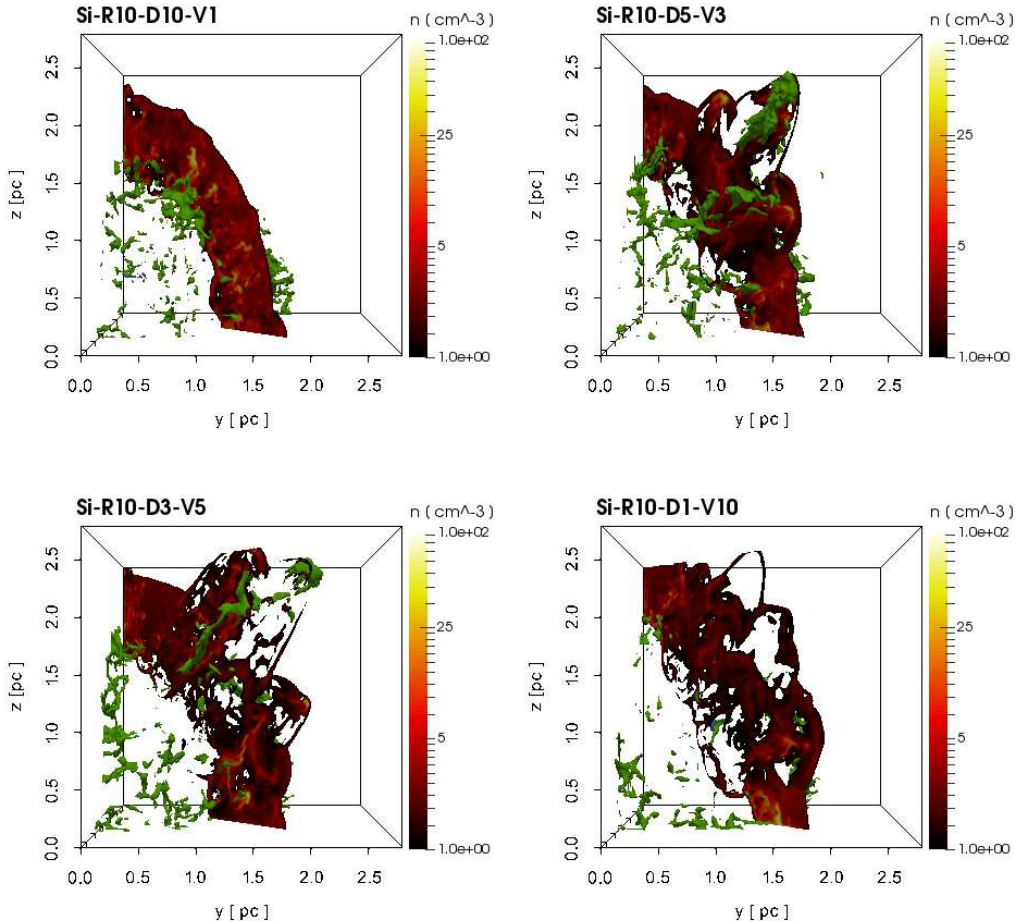 Si-R10-D10-V1
n ( cm^-3 )
1.0e+02
25
5
1.0e+00
2.5
2.0
1.5
1.0
0.5
0.0
z [pc]
0.0 0.5 1.0 1.5 2.0 2.5
y [ pc ]
Si-R10-D5-V3
n ( cm^-3 )
1.0e+02
25
5
1.0e+00
2.5
2.0
1.5
1.0
0.5
0.0
z [pc]
0.0 0.5 1.0 1.5 2.0 2.5
y [ pc ]
Si-R10-D3-V5
n ( cm^-3 )
1.0e+02
25
5
1.0e+00
2.5
2.0
1.5
1.0
0.5
0.0
z [pc]
0.0 0.5 1.0 1.5 2.0 2.5
y [ pc ]
Si-R10-D1-V10
n ( cm^-3 )
1.0e+02
25
5
1.0e+00
2.5
2.0
1.5
1.0
0.5
0.0
z [pc]
0.0 0.5 1.0 1.5 2.0 2.5
y [ pc ]